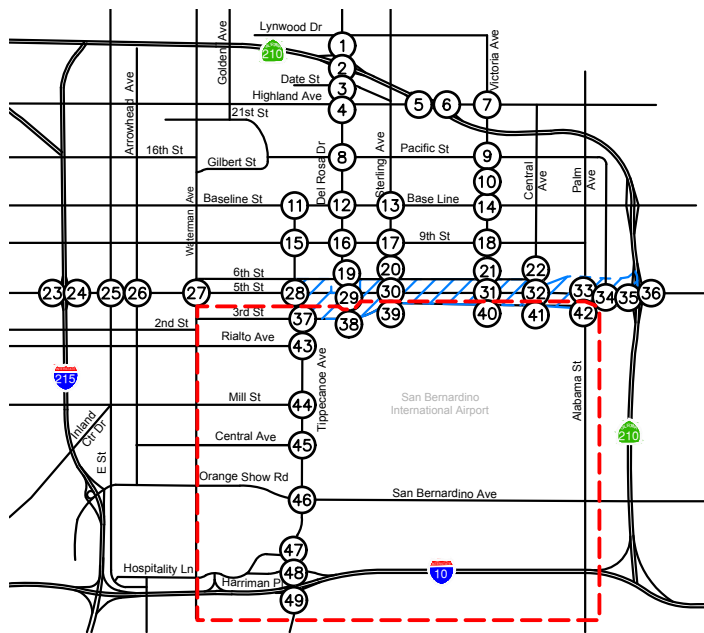 Lynwood Dr
1
210
2
Date St
3
Highland Ave
4
5
6
7
Golden Ave
Victoria Ave
Arrowhead Ave
21st St
16th St
Gilbert St
8
Pacific St
9
Del Rosa Dr
Sterling Ave
Central
Ave
Palm
Ave
10
Baseline St
11
12
13
Base Line
14
Waterman Ave
15
16
17
9th St
18
6th St
19
20
21
22
23
24
25
26
27
5th St
28
29
30
31
32
33
34
35
36
3rd St
37
38
39
40
41
42
2nd St
Rialto Ave
43
215
Tippecanoe Ave
Mill St
44
San Bernardino
International Airport
Alabama St
Inland
Ctr Dr
Central Ave
45
210
E St
Orange Show Rd
46
San Bernardino Ave
47
Hospitality Ln
48
Harriman P
10
49